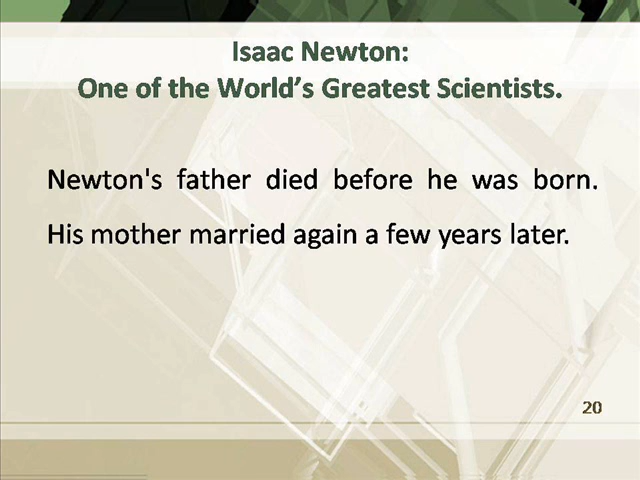 Isaac Newton:
One of the World’s Greatest Scientists.
Newton's father died before he was born.
His mother married again a few years later.
20